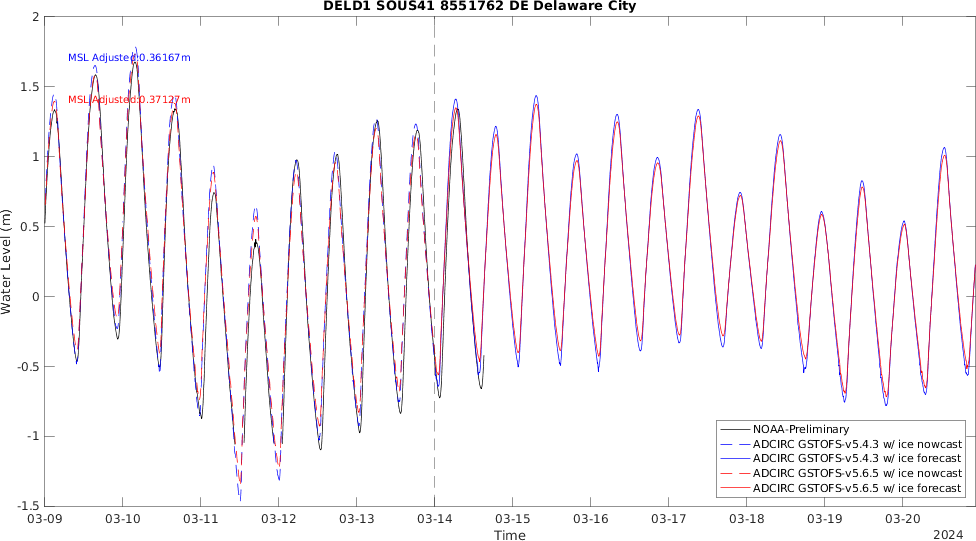 DELD1 SOUS41 8551762 DE Delaware City
Water Level (m)
2
1.5
1
0.5
0
-0.5
-1
-1.5
MSL Adjusted:0.36167m
MSL Adjusted:0.37127m
NOAA-Preliminary
ADCIRC GSTOFS-v5.4.3 w/ ice nowcast
ADCIRC GSTOFS-v5.4.3 w/ ice forecast
ADCIRC GSTOFS-v5.6.5 w/ ice nowcast
ADCIRC GSTOFS-v5.6.5 w/ ice forecast
03-09 03-10 03-11 03-12 03-13 03-14 03-15 03-16 03-17 03-18 03-19 03-20
Time
2024